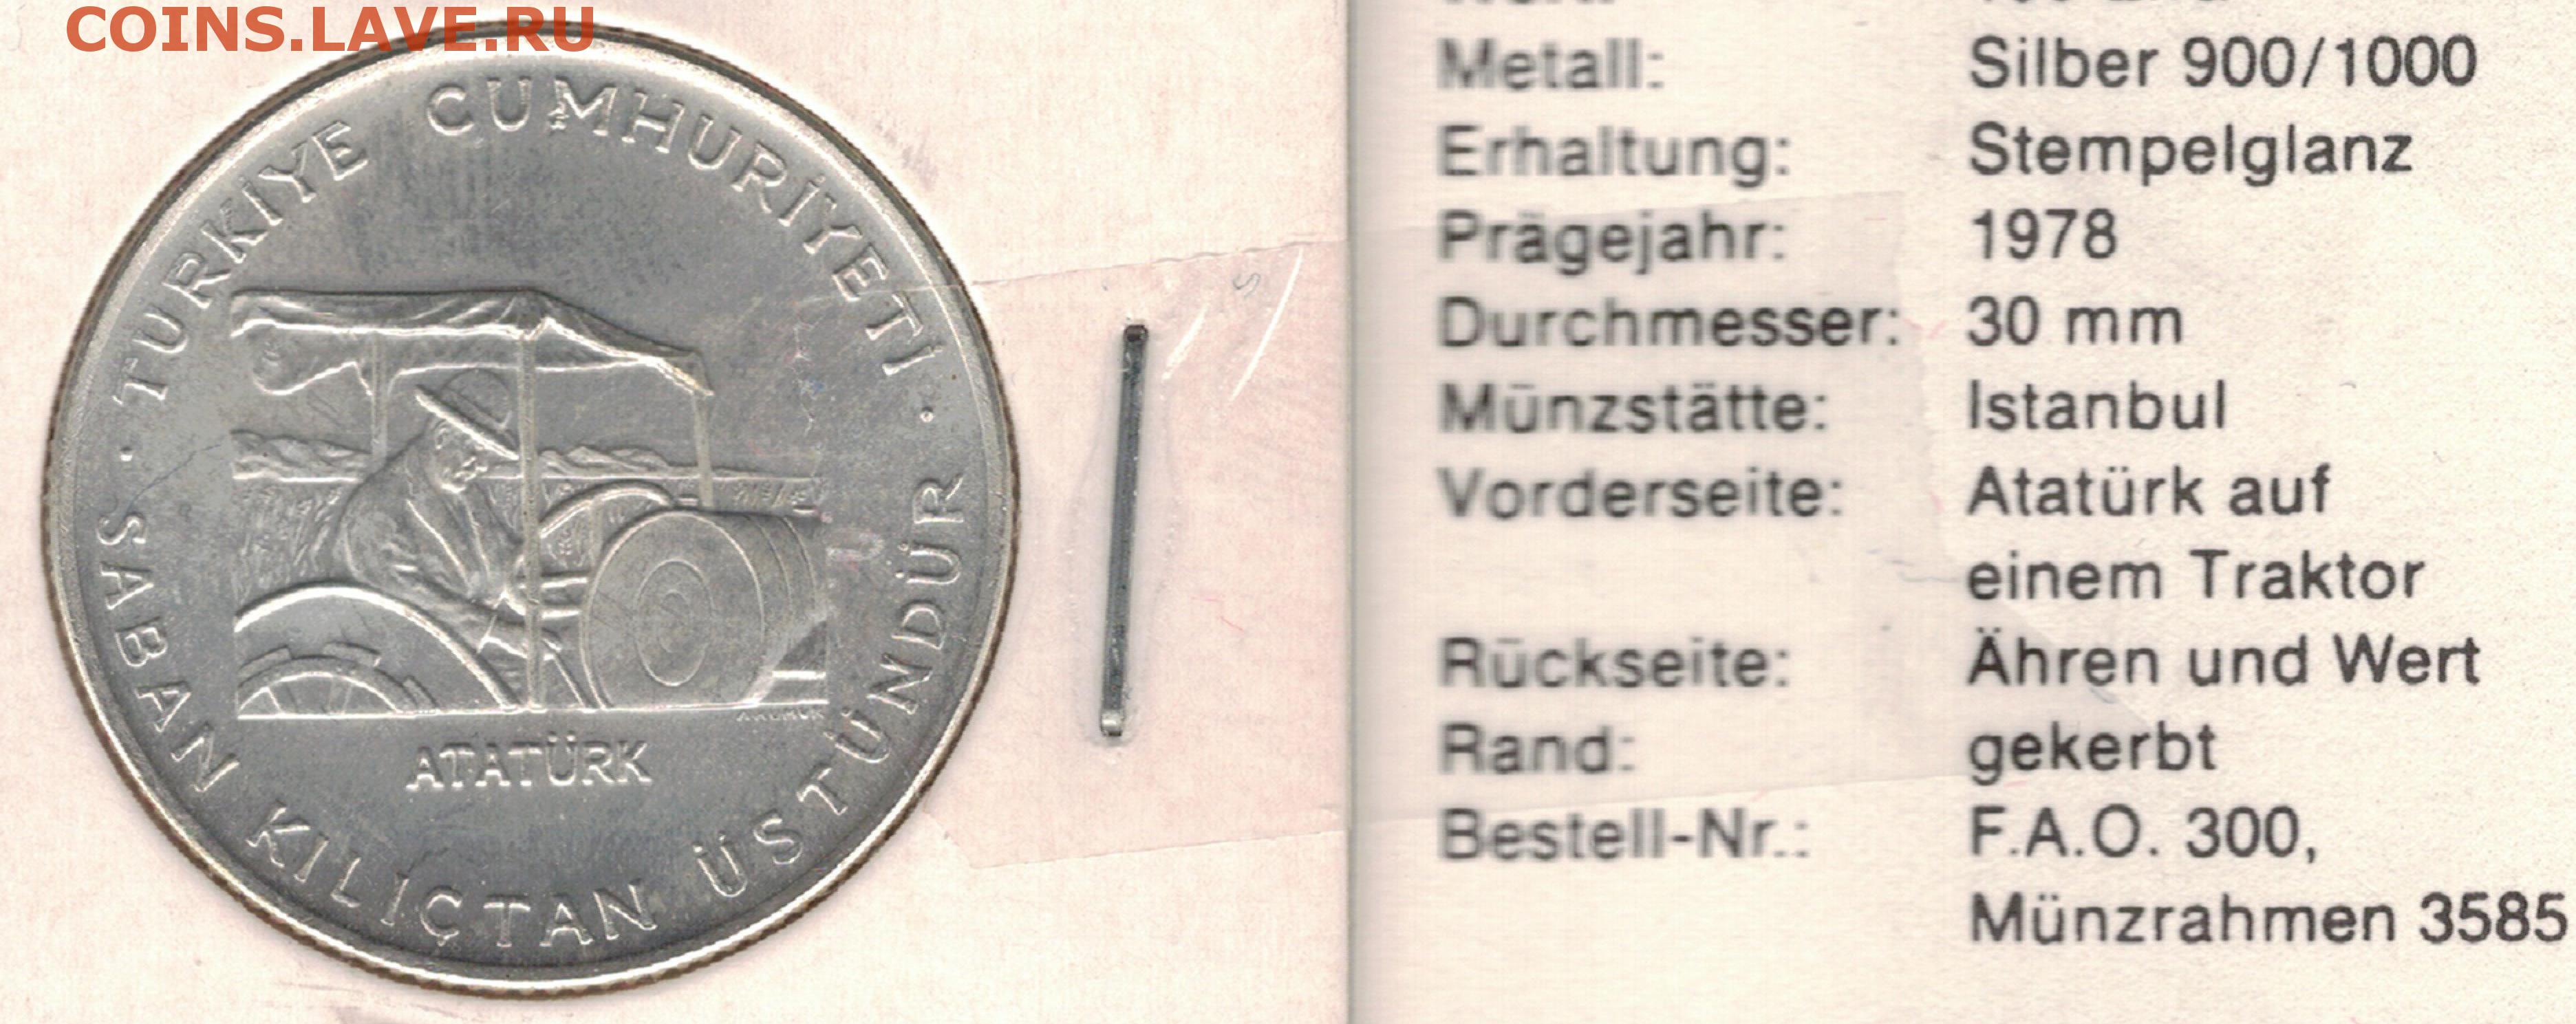 COINS.LAVE.RU
TÜRKİYE CUMHURİYETİ
ATATÜRK
· SABAN KILIÇTAN ÜSTÜNDÜR ·
Metall: Silber 900/1000
Erhaltung: Stempelglanz
Prägejahr: 1978
Durchmesser: 30 mm
Münzstätte: Istanbul
Vorderseite: Atatürk auf
einem Traktor
Rückseite: Ähren und Wert
Rand: gekerbt
Bestell-Nr.: F.A.O. 300,
Münzrahmen 3585